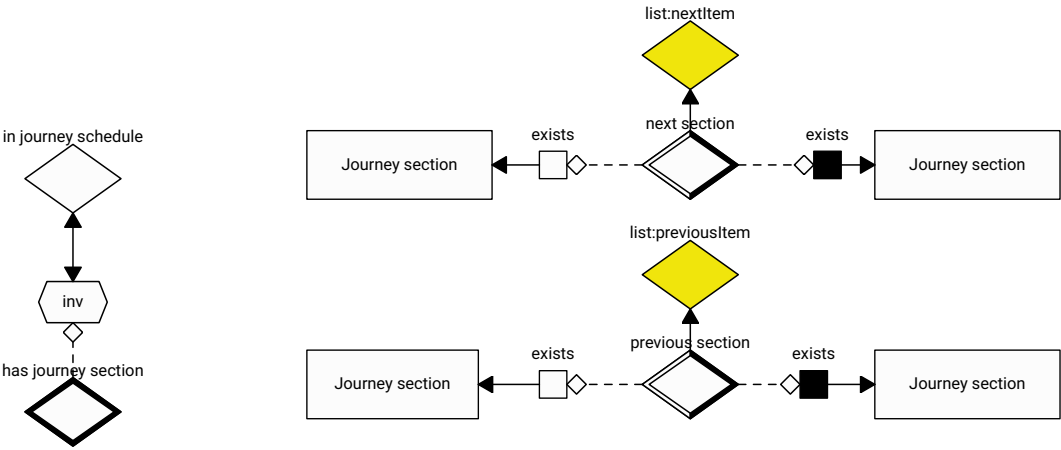 in journey schedule
inv
has journey section
list:nextItem
next section
exists
exists
Journey section
Journey section
list:previousItem
previous section
exists
exists
Journey section
Journey section